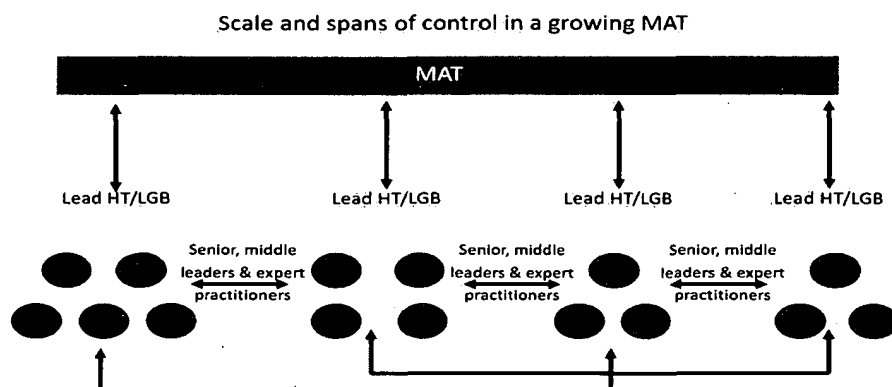 Scale and spans of control in a growing MAT
MAT
Lead HT/LGB
Lead HT/LGB
Lead HT/LGB
Lead HT/LGB
Senior, middle
leaders & expert
practitioners
Senior, middle
leaders & expert
practitioners
Senior, middle
leaders & expert
practitioners